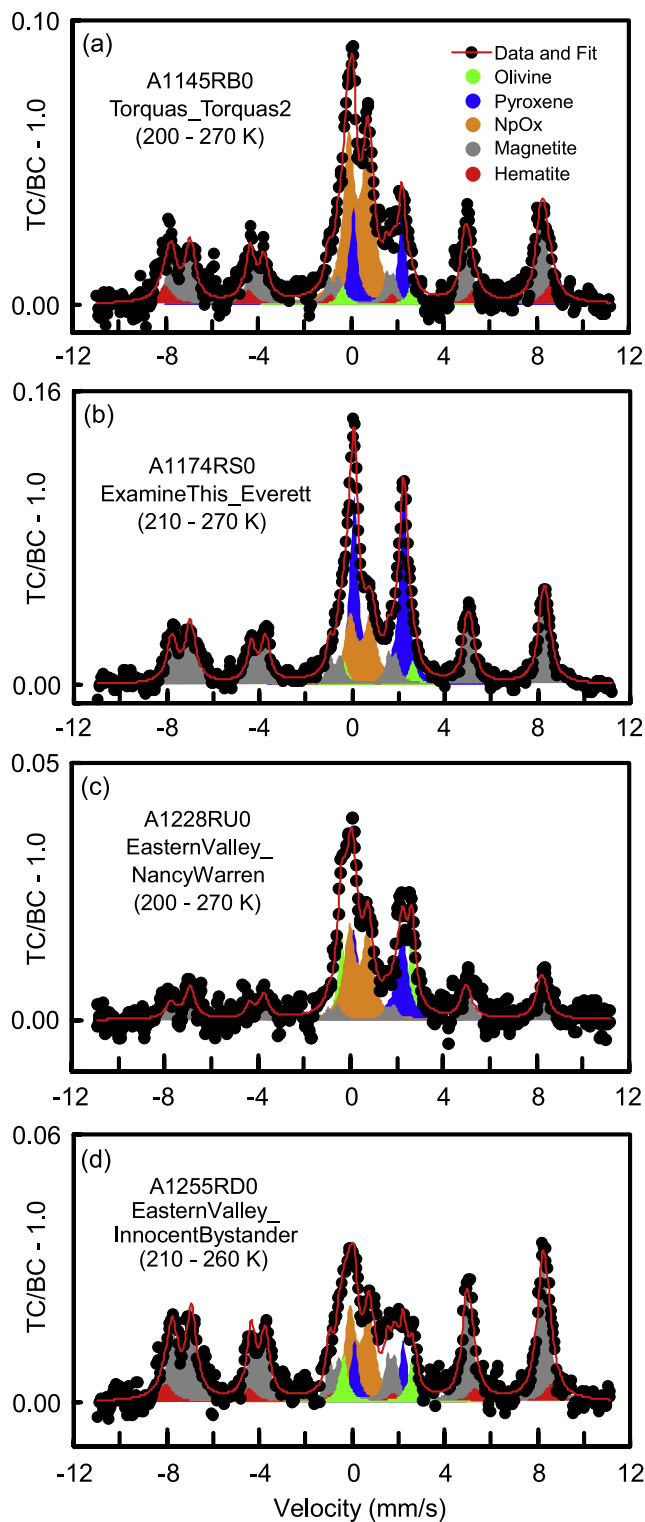 0.10
(a)
A1145RB0
Torquas_Torquas2
(200 - 270 K)
Data and Fit
Olivine
Pyroxene
NpOx
Magnetite
Hematite
TC/BC - 1.0
0.00
-12 -8 -4 0 4 8 12
0.16
(b)
A1174RS0
ExamineThis_Everett
(210 - 270 K)
TC/BC - 1.0
0.00
-12 -8 -4 0 4 8 12
0.05
(c)
A1228RU0
EasternValley_
NancyWarren
(200 - 270 K)
TC/BC - 1.0
0.00
-12 -8 -4 0 4 8 12
0.06
(d)
A1255RD0
EasternValley_
InnocentBystander
(210 - 260 K)
TC/BC - 1.0
0.00
-12 -8 -4 0 4 8 12
Velocity (mm/s)